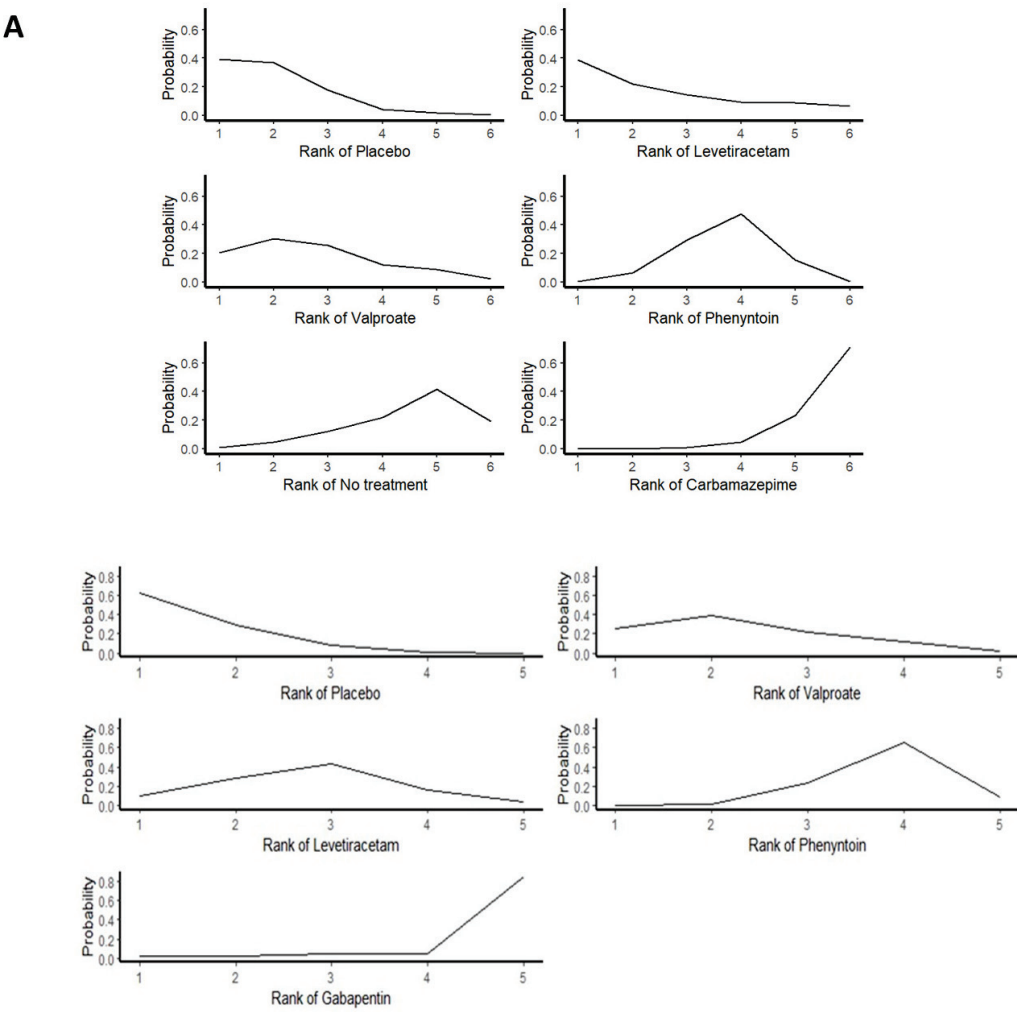 A
Probability
0.6
0.4
0.2
0.0
1 2 3 4 5 6
Rank of Placebo
Probability
0.6
0.4
0.2
0.0
1 2 3 4 5 6
Rank of Levetiracetam
Probability
0.6
0.4
0.2
0.0
1 2 3 4 5 6
Rank of Valproate
Probability
0.6
0.4
0.2
0.0
1 2 3 4 5 6
Rank of Phenyntoin
Probability
0.6
0.4
0.2
0.0
1 2 3 4 5 6
Rank of No treatment
Probability
0.6
0.4
0.2
0.0
1 2 3 4 5 6
Rank of Carbamazepime
Probability
0.8
0.6
0.4
0.2
0.0
1 2 3 4 5
Rank of Placebo
Probability
0.8
0.6
0.4
0.2
0.0
1 2 3 4 5
Rank of Valproate
Probability
0.8
0.6
0.4
0.2
0.0
1 2 3 4 5
Rank of Levetiracetam
Probability
0.8
0.6
0.4
0.2
0.0
1 2 3 4 5
Rank of Phenyntoin
Probability
0.8
0.6
0.4
0.2
0.0
1 2 3 4 5
Rank of Gabapentin